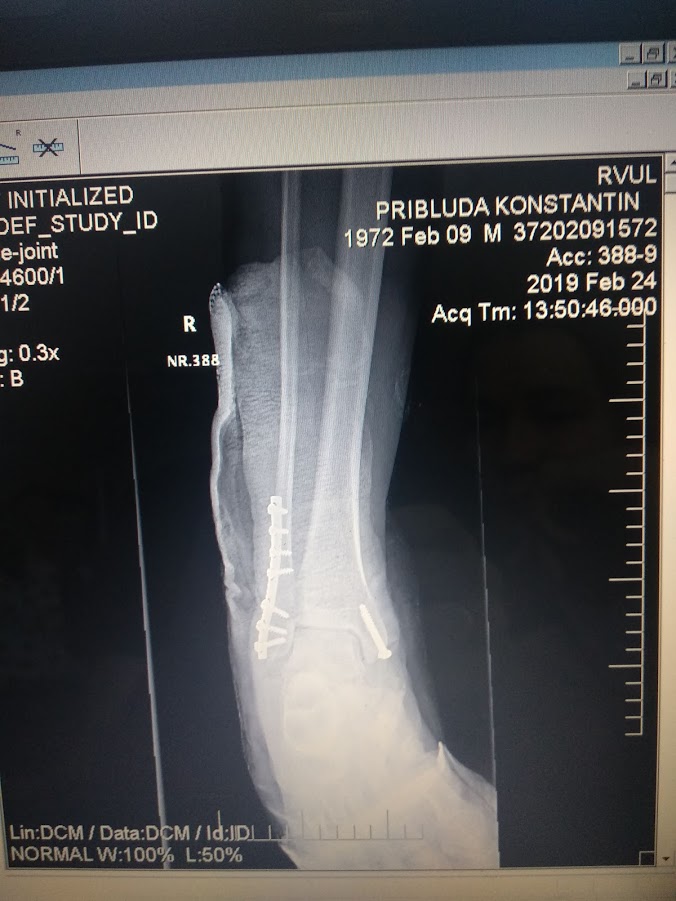 R
INITIALIZED
DEF_STUDY_ID
e-joint
4600/1
1/2
g: 0.3x
: B
RVUL
PRIBLUDA KONSTANTIN
1972 Feb 09 M 37202091572
Acc: 388-9
2019 Feb 24
Acq Tm: 13:50:46.000
R
NR.388
Lin:DCM / Data:DCM / Id:ID
NORMAL W:100% L:50%